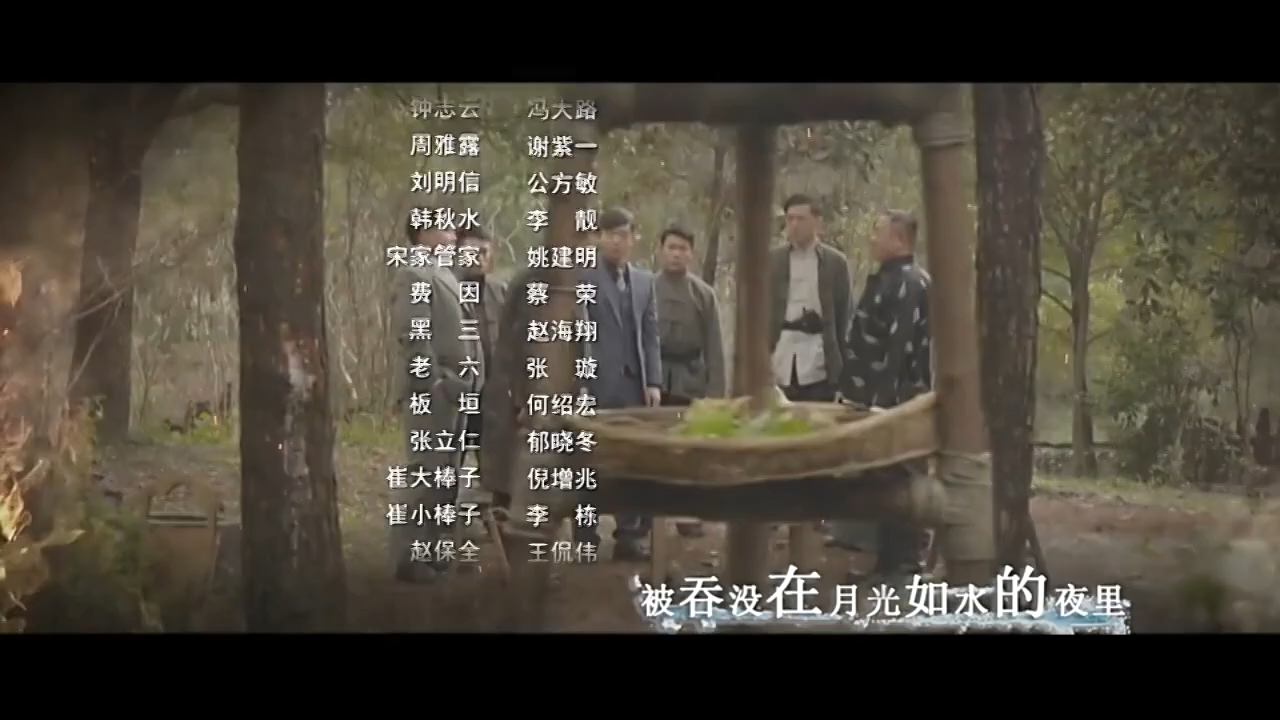 钟志云 冯大路
周雅露 谢紫一
刘明信 公方敏
韩秋水 李 靓
宋家管家 姚建明
费 因 蔡 荣
黑 三 赵海翔
老 六 张 璇
板 垣 何绍宏
张立仁 郁晓冬
崔大棒子 倪增兆
崔小棒子 李 栋
赵保全 王侃伟
被吞没在月光如水的夜里